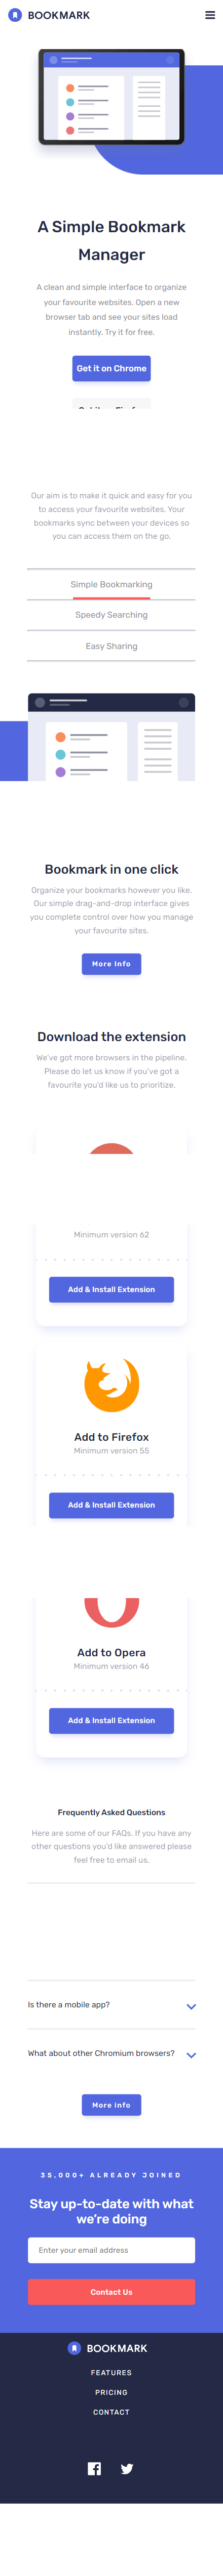 BOOKMARK
A Simple Bookmark
Manager
A clean and simple interface to organize
your favourite websites. Open a new
browser tab and see your sites load
instantly. Try it for free.
Get it on Chrome
Our aim is to make it quick and easy for you
to access your favourite websites. Your
bookmarks sync between your devices so
you can access them on the go.
Simple Bookmarking
Speedy Searching
Easy Sharing
Bookmark in one click
Organize your bookmarks however you like.
Our simple drag-and-drop interface gives
you complete control over how you manage
your favourite sites.
More Info
Download the extension
We've got more browsers in the pipeline.
Please do let us know if you've got a
favourite you'd like us to prioritize.
Minimum version 62
Add & Install Extension
Add to Firefox
Minimum version 55
Add & Install Extension
Add to Opera
Minimum version 46
Add & Install Extension
Frequently Asked Questions
Here are some of our FAQs. If you have any
other questions you'd like answered please
feel free to email us.
Is there a mobile app?
What about other Chromium browsers?
More info
35,000+ ALREADY JOINED
Stay up-to-date with what
we're doing
Enter your email address
Contact Us
BOOKMARK
FEATURES
PRICING
CONTACT